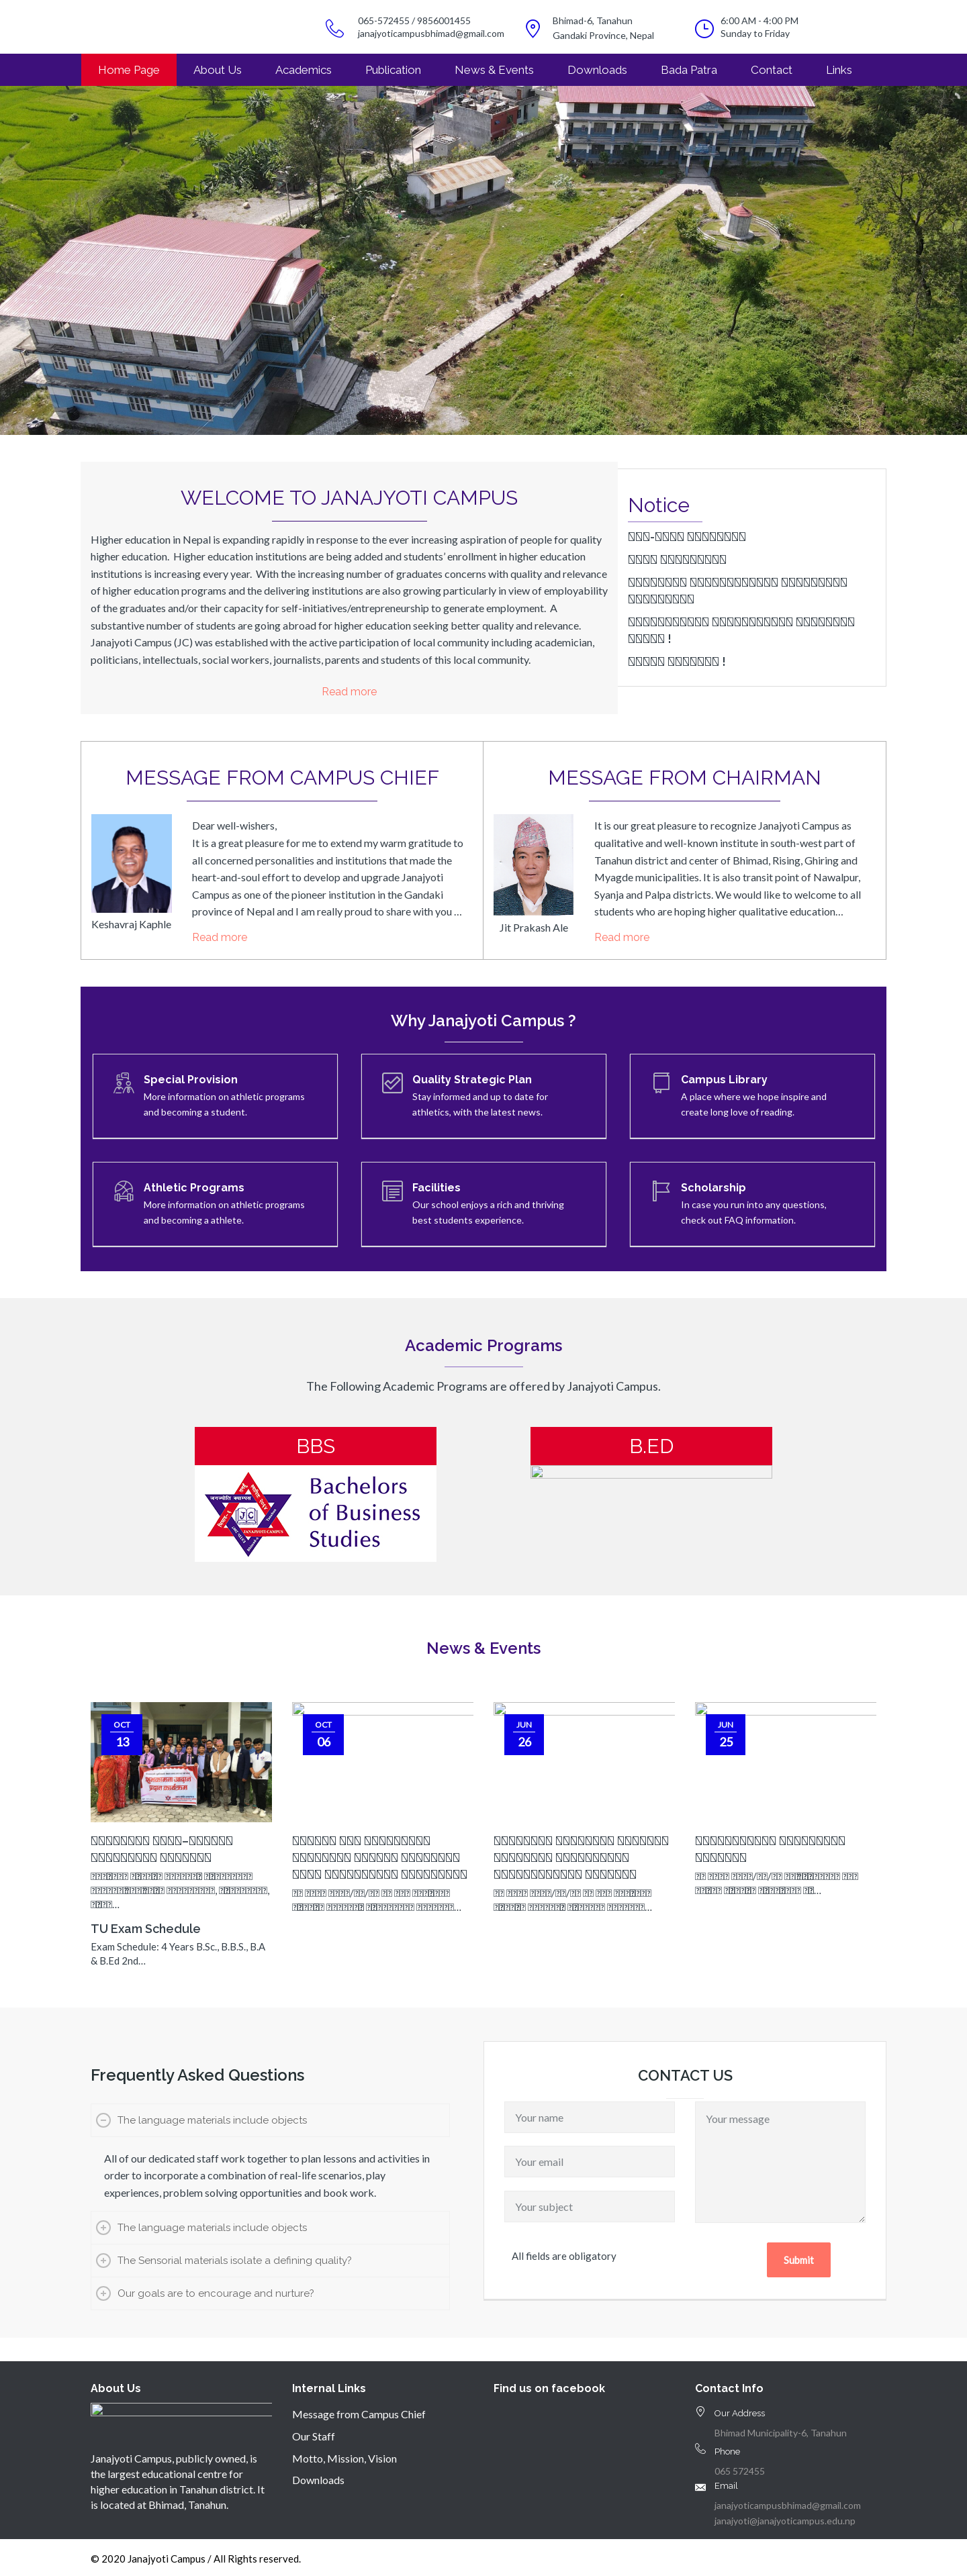 065-572455 / 9856001455
janajyoticampusbhimad@gmail.com
Bhimad-6, Tanahun
Gandaki Province, Nepal
6:00 AM - 4:00 PM
Sunday to Friday
Home Page About Us Academics Publication News & Events Downloads Bada Patra Contact Links
WELCOME TO JANAJYOTI CAMPUS
Higher education in Nepal is expanding rapidly in response to the ever increasing aspiration of people for quality
higher education. Higher education institutions are being added and students’ enrollment in higher education
institutions is increasing every year. With the increasing number of graduates concerns with quality and relevance
of higher education programs and the delivering institutions are also growing particularly in view of employability
of the graduates and/or their capacity for self-initiatives/entrepreneurship to generate employment. A
substantive number of students are going abroad for higher education seeking better quality and relevance.
Janajyoti Campus (JC) was established with the active participation of local community including academician,
politicians, intellectuals, social workers, journalists, parents and students of this local community.
Read more
Notice
MESSAGE FROM CAMPUS CHIEF
Keshavraj Kaphle
Dear well-wishers,
It is a great pleasure for me to extend my warm gratitude to
all concerned personalities and institutions that made the
heart-and-soul effort to develop and upgrade Janajyoti
Campus as one of the pioneer institution in the Gandaki
province of Nepal and I am really proud to share with you ...
Read more
MESSAGE FROM CHAIRMAN
Jit Prakash Ale
It is our great pleasure to recognize Janajyoti Campus as
qualitative and well-known institute in south-west part of
Tanahun district and center of Bhimad, Rising, Ghiring and
Myagde municipalities. It is also transit point of Nawalpur,
Syanja and Palpa districts. We would like to welcome to all
students who are hoping higher qualitative education...
Read more
Why Janajyoti Campus ?
Special Provision
More information on athletic programs
and becoming a student.
Quality Strategic Plan
Stay informed and up to date for
athletics, with the latest news.
Campus Library
A place where we hope inspire and
create long love of reading.
Athletic Programs
More information on athletic programs
and becoming a athlete.
Facilities
Our school enjoys a rich and thriving
best students experience.
Scholarship
In case you run into any questions,
check out FAQ information.
Academic Programs
The Following Academic Programs are offered by Janajyoti Campus.
BBS
Bachelors
of Business
Studies
B.ED
News & Events
OCT
13
OCT
06
JUN
26
JUN
25
TU Exam Schedule
Exam Schedule: 4 Years B.Sc., B.B.S., B.A
& B.Ed 2nd...
Frequently Asked Questions
The language materials include objects
All of our dedicated staff work together to plan lessons and activities in
order to incorporate a combination of real-life scenarios, play
experiences, problem solving opportunities and book work.
The language materials include objects
The Sensorial materials isolate a defining quality?
Our goals are to encourage and nurture?
CONTACT US
Your name
Your email
Your subject
Your message
All fields are obligatory
Submit
About Us
Janajyoti Campus, publicly owned, is
the largest educational centre for
higher education in Tanahun district. It
is located at Bhimad, Tanahun.
Internal Links
Message from Campus Chief
Our Staff
Motto, Mission, Vision
Downloads
Find us on facebook
Contact Info
Our Address
Bhimad Municipality-6, Tanahun
Phone
065 572455
Email
janajyoticampusbhimad@gmail.com
janajyoti@janajyoticampus.edu.np
© 2020 Janajyoti Campus / All Rights reserved.